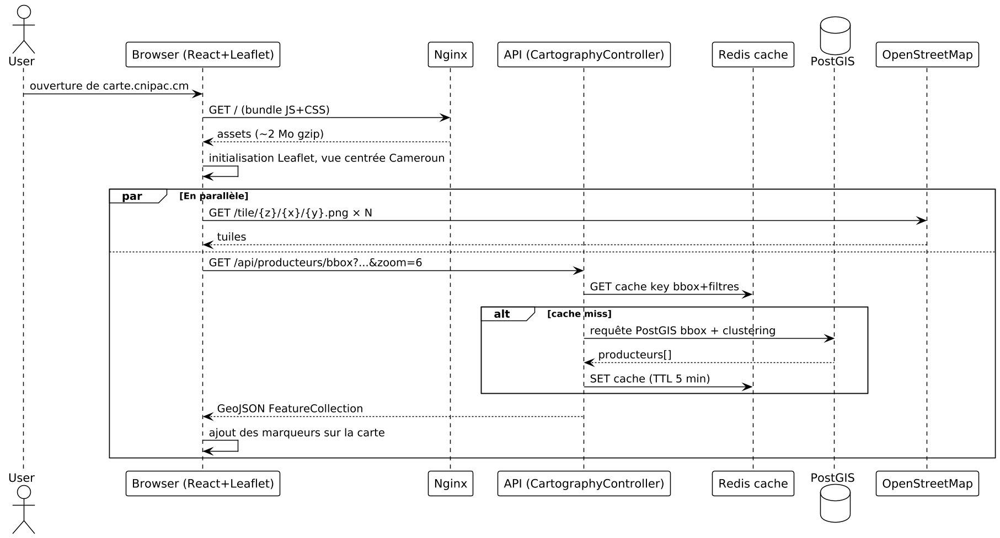 User
Browser (React+Leaflet)
Nginx
API (CartographyController)
Redis cache
PostGIS
OpenStreetMap
ouverture de carte.cnipac.cm
GET / (bundle JS+CSS)
assets (~2 Mo gzip)
initialisation Leaflet, vue centrée Cameroun
par
[En parallèle]
GET /tile/{z}/{x}/{y}.png × N
tuiles
GET /api/producteurs/bbox?...&zoom=6
GET cache key bbox+filtres
alt
[cache miss]
requête PostGIS bbox + clustering
producteurs[]
SET cache (TTL 5 min)
GeoJSON FeatureCollection
ajout des marqueurs sur la carte
User
Browser (React+Leaflet)
Nginx
API (CartographyController)
Redis cache
PostGIS
OpenStreetMap